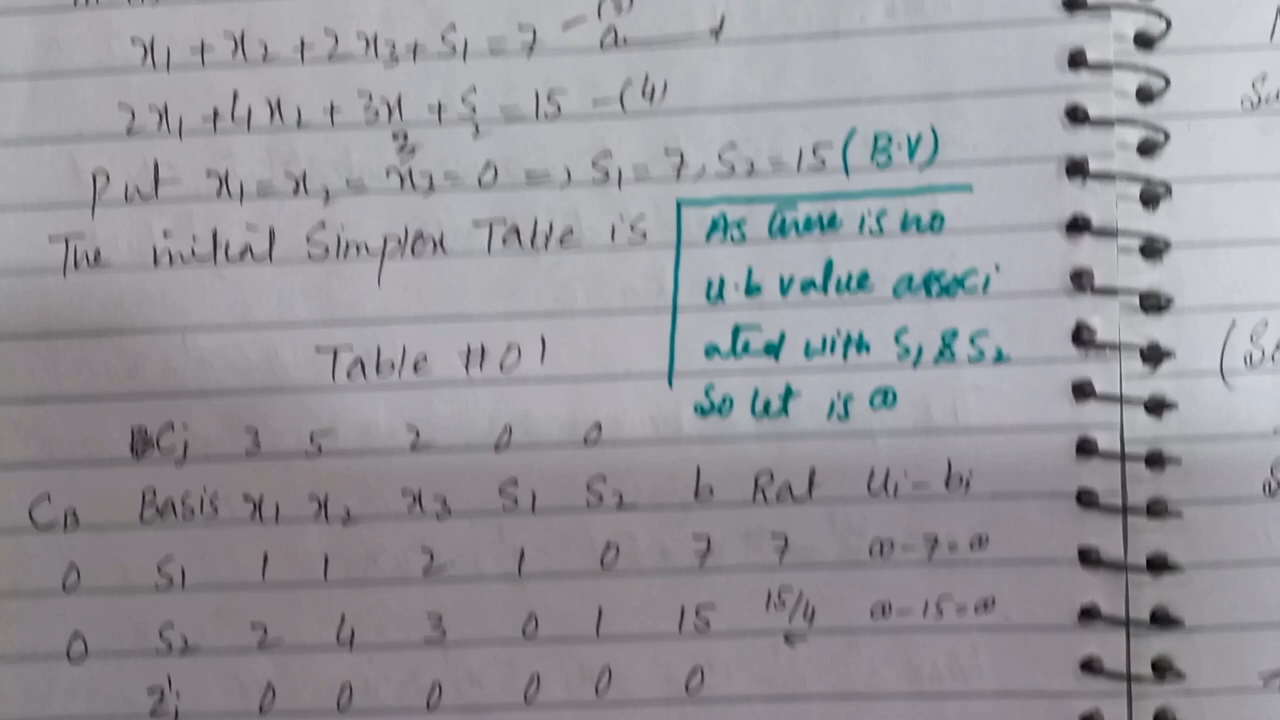 x₁ + x₂ + 2x₃ + S₁ = 7
2x₁ + 4x₂ + 3x₃ + S₂ = 15 - (4)
Put x₁ = x₂ = x₃ = 0 => S₁ = 7, S₂ = 15 (B.V)
The initial Simplex Table is
As there is no
u.b value associ
ated with S₁ & S₂
So let is ∞
Table #01
Cj 3 5 2 0 0
CB Basis x₁ x₂ x₃ S₁ S₂ b Rat Ui - bi
0 S₁ 1 1 2 1 0 7 7 ∞ - 7 = ∞
0 S₂ 2 4 3 0 1 15 15/4 ∞ - 15 = ∞
Zj 0 0 0 0 0 0